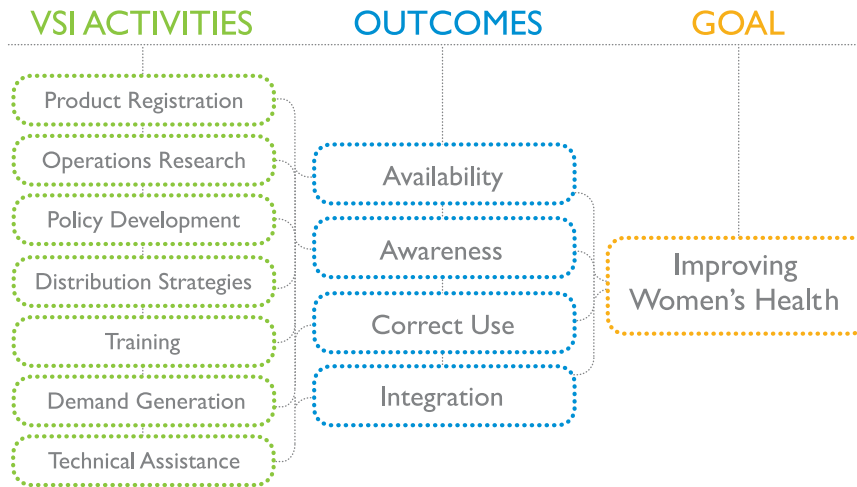 VSI ACTIVITIES
OUTCOMES
GOAL
Product Registration
Operations Research
Policy Development
Distribution Strategies
Training
Demand Generation
Technical Assistance
Availability
Awareness
Correct Use
Integration
Improving
Women's Health